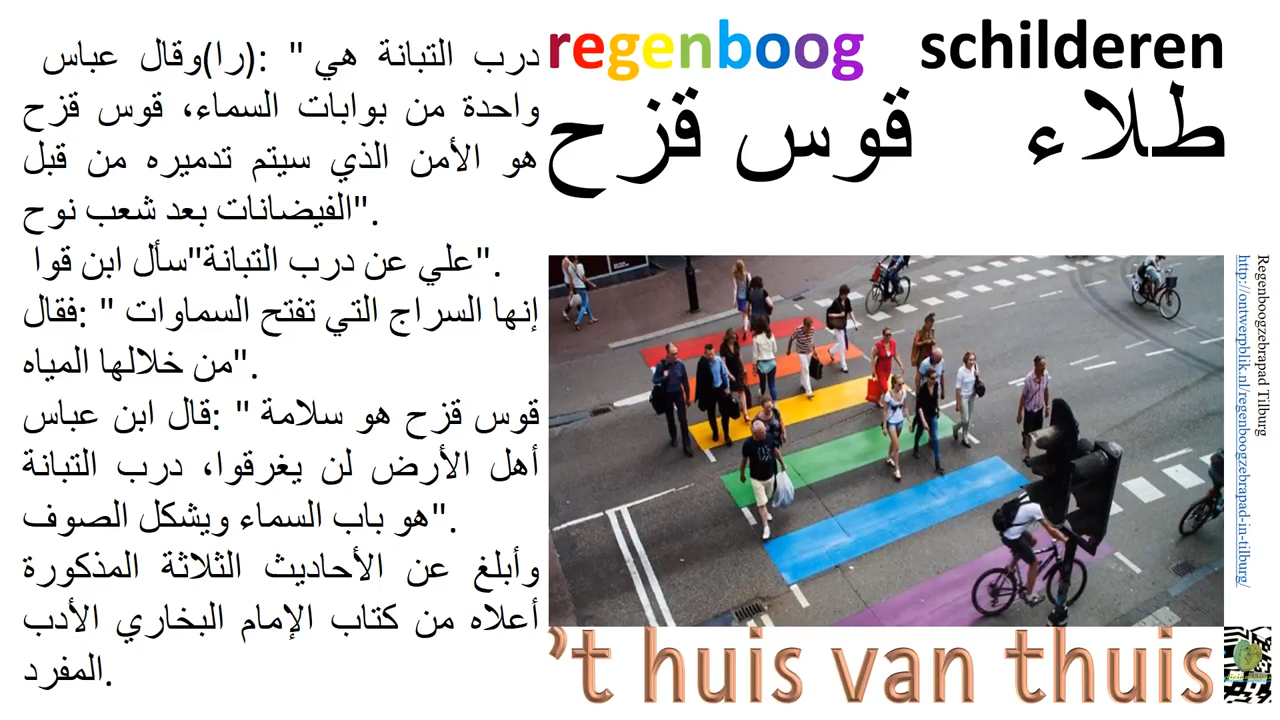 regenboog schilderen
طلاء قوس قزح
وقال عباس(را): " درب التبانة هي
واحدة من بوابات السماء، قوس قزح
هو الأمن الذي سيتم تدميره من قبل
الفيضانات بعد شعب نوح".
سأل ابن قوا"علي عن درب التبانة".
فقال: " إنها السراج التي تفتح السماوات
من خلالها المياه".
قال ابن عباس: " قوس قزح هو سلامة
أهل الأرض لن يغرقوا، درب التبانة
هو باب السماء ويشكل الصوف".
وأبلغ عن الأحاديث الثلاثة المذكورة
أعلاه من كتاب الإمام البخاري الأدب
المفرد.
Regenboogzebrapad Tilburg
http://ontwerpblik.nl/regenboogzebrapad-in-tilburg/
't huis van thuis